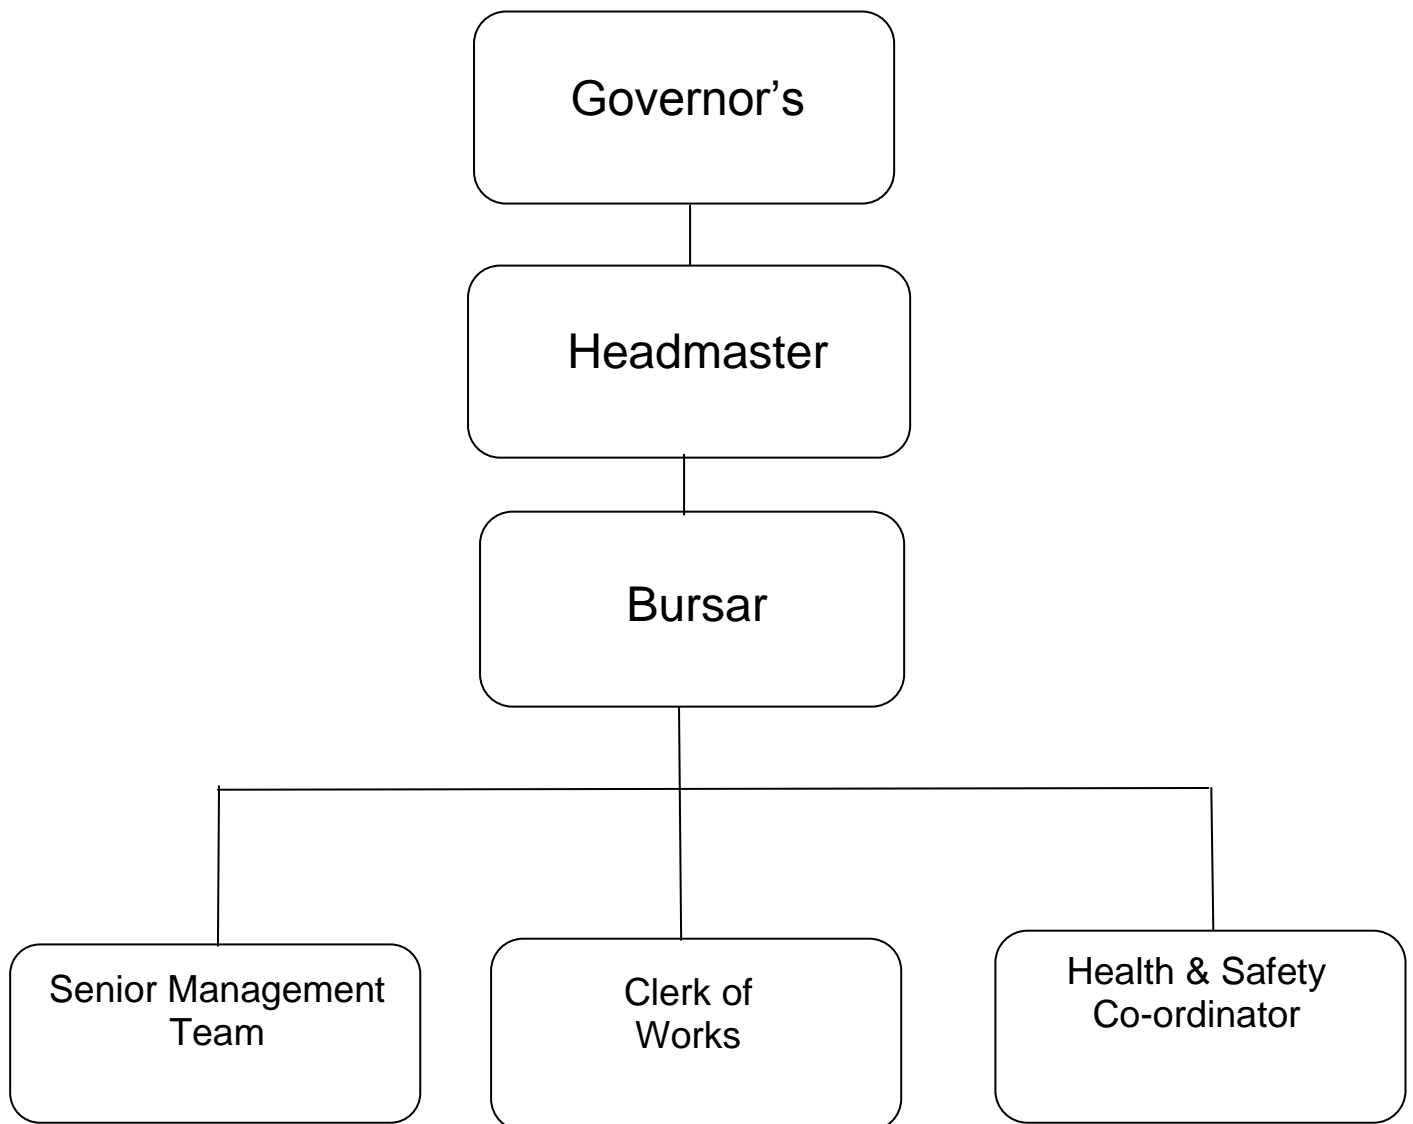 Governor’s
Headmaster
Bursar
Senior Management
Team
Clerk of
Works
Health & Safety
Co-ordinator